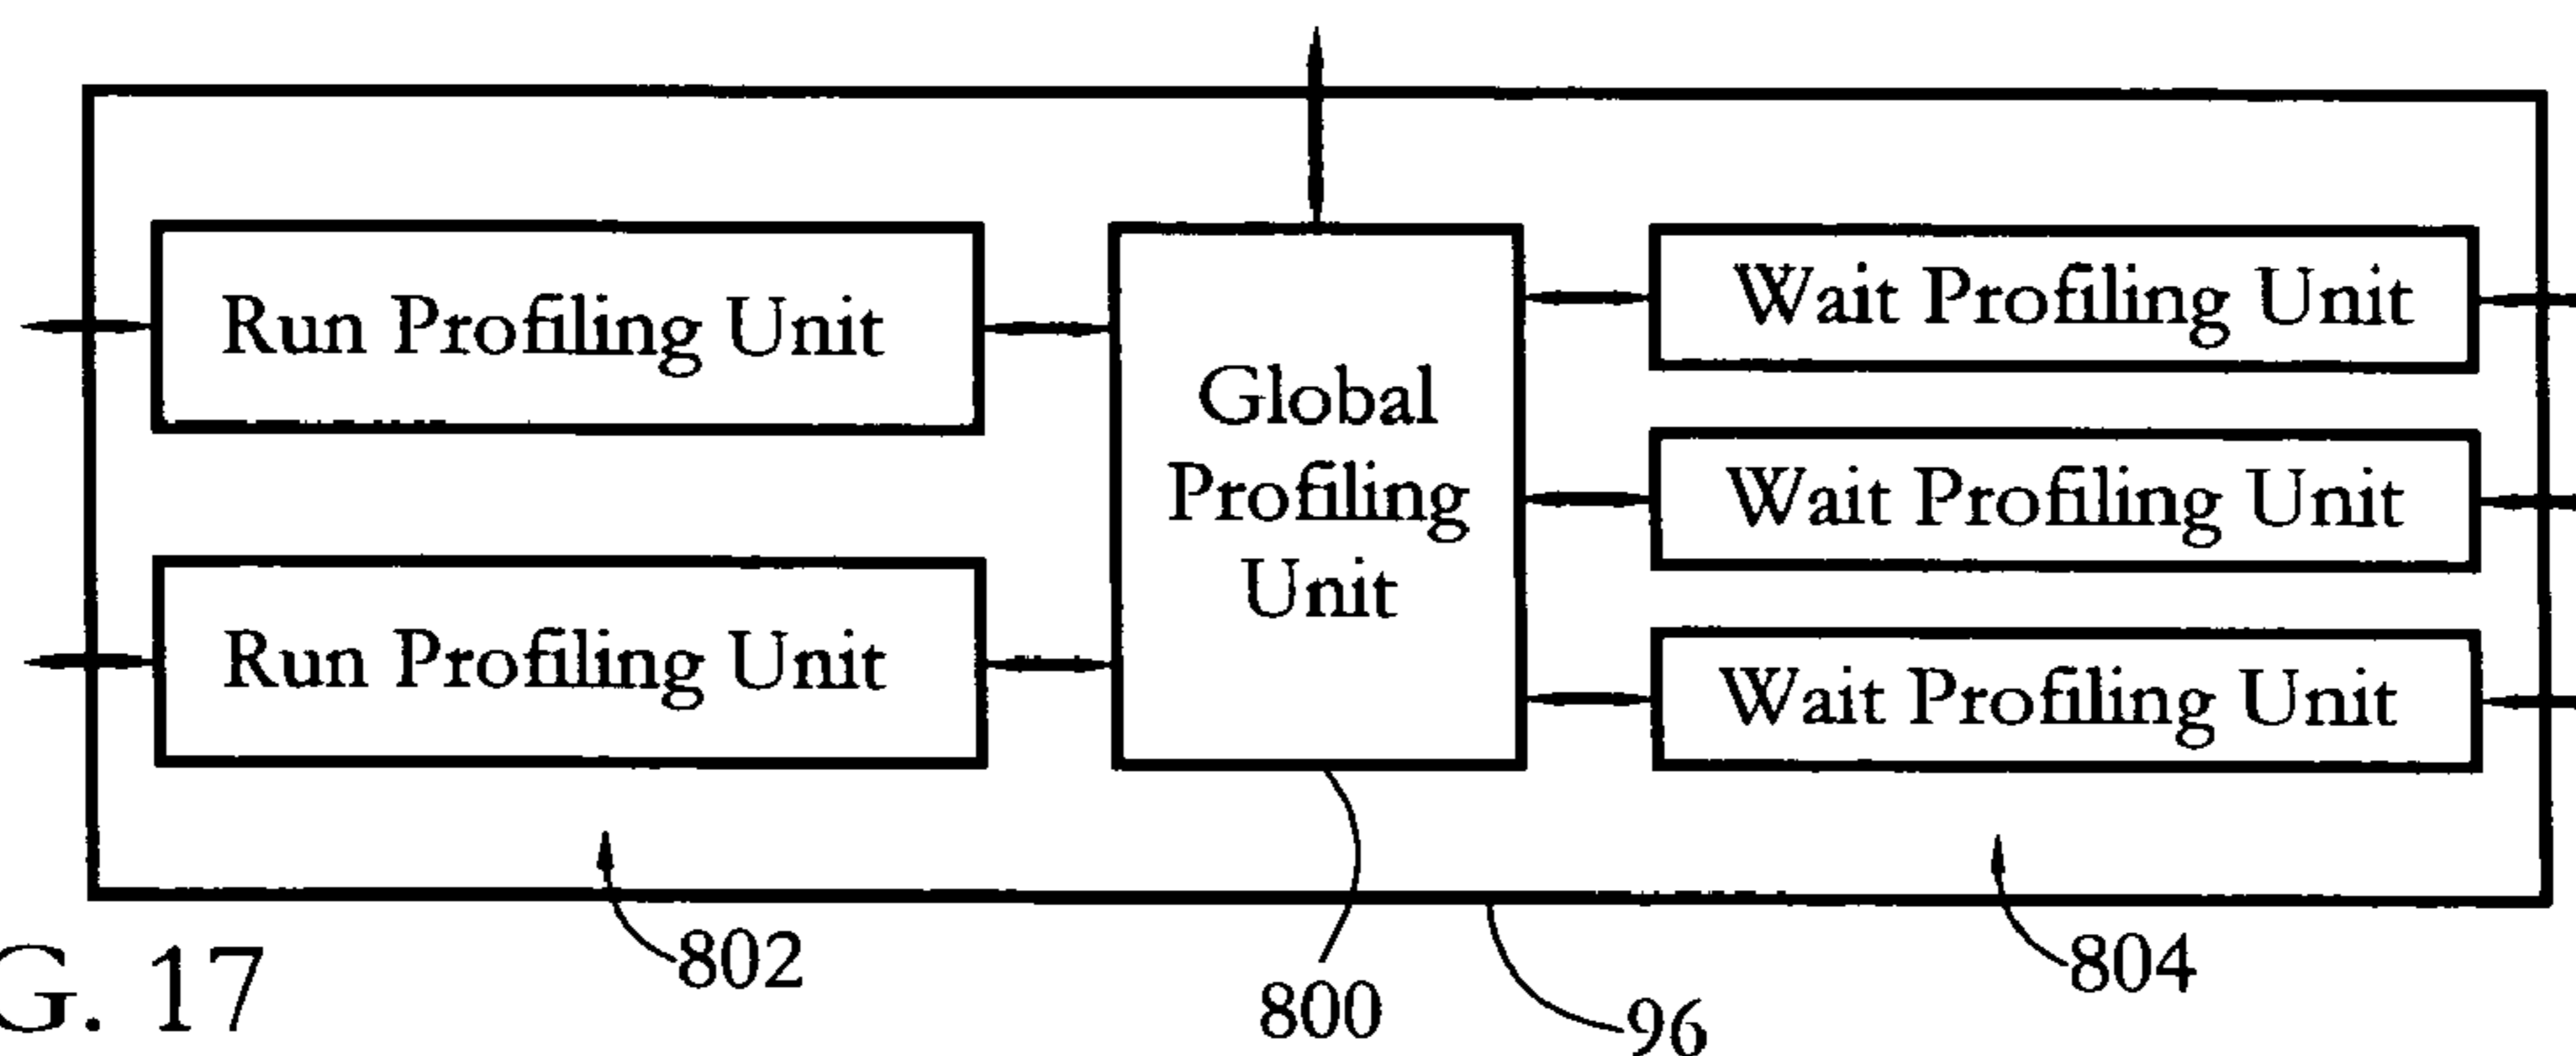 Run Profiling Unit
Run Profiling Unit
Global
Profiling
Unit
Wait Profiling Unit
Wait Profiling Unit
Wait Profiling Unit
802
800
96
804
G. 17